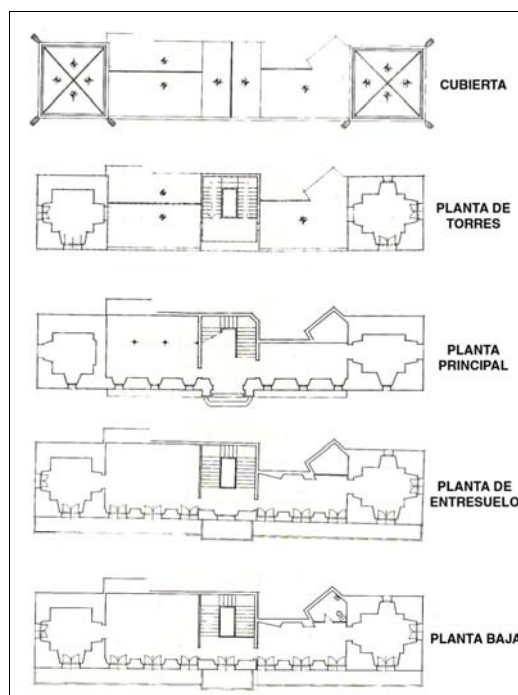 CUBIERTA
PLANTA DE
TORRES
PLANTA
PRINCIPAL
PLANTA DE
ENTRESUELO
PLANTA BAJA